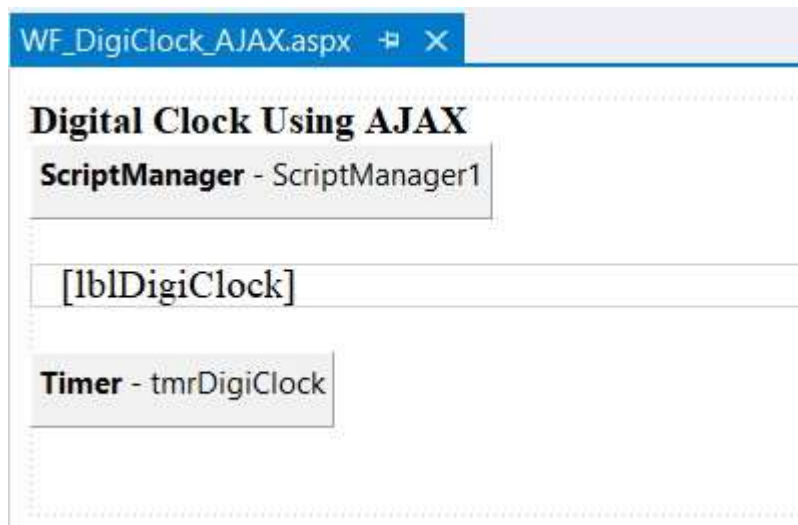 WF_DigiClock_AJAX.aspx
Digital Clock Using AJAX
ScriptManager - ScriptManager1
[lblDigiClock]
Timer - tmrDigiClock